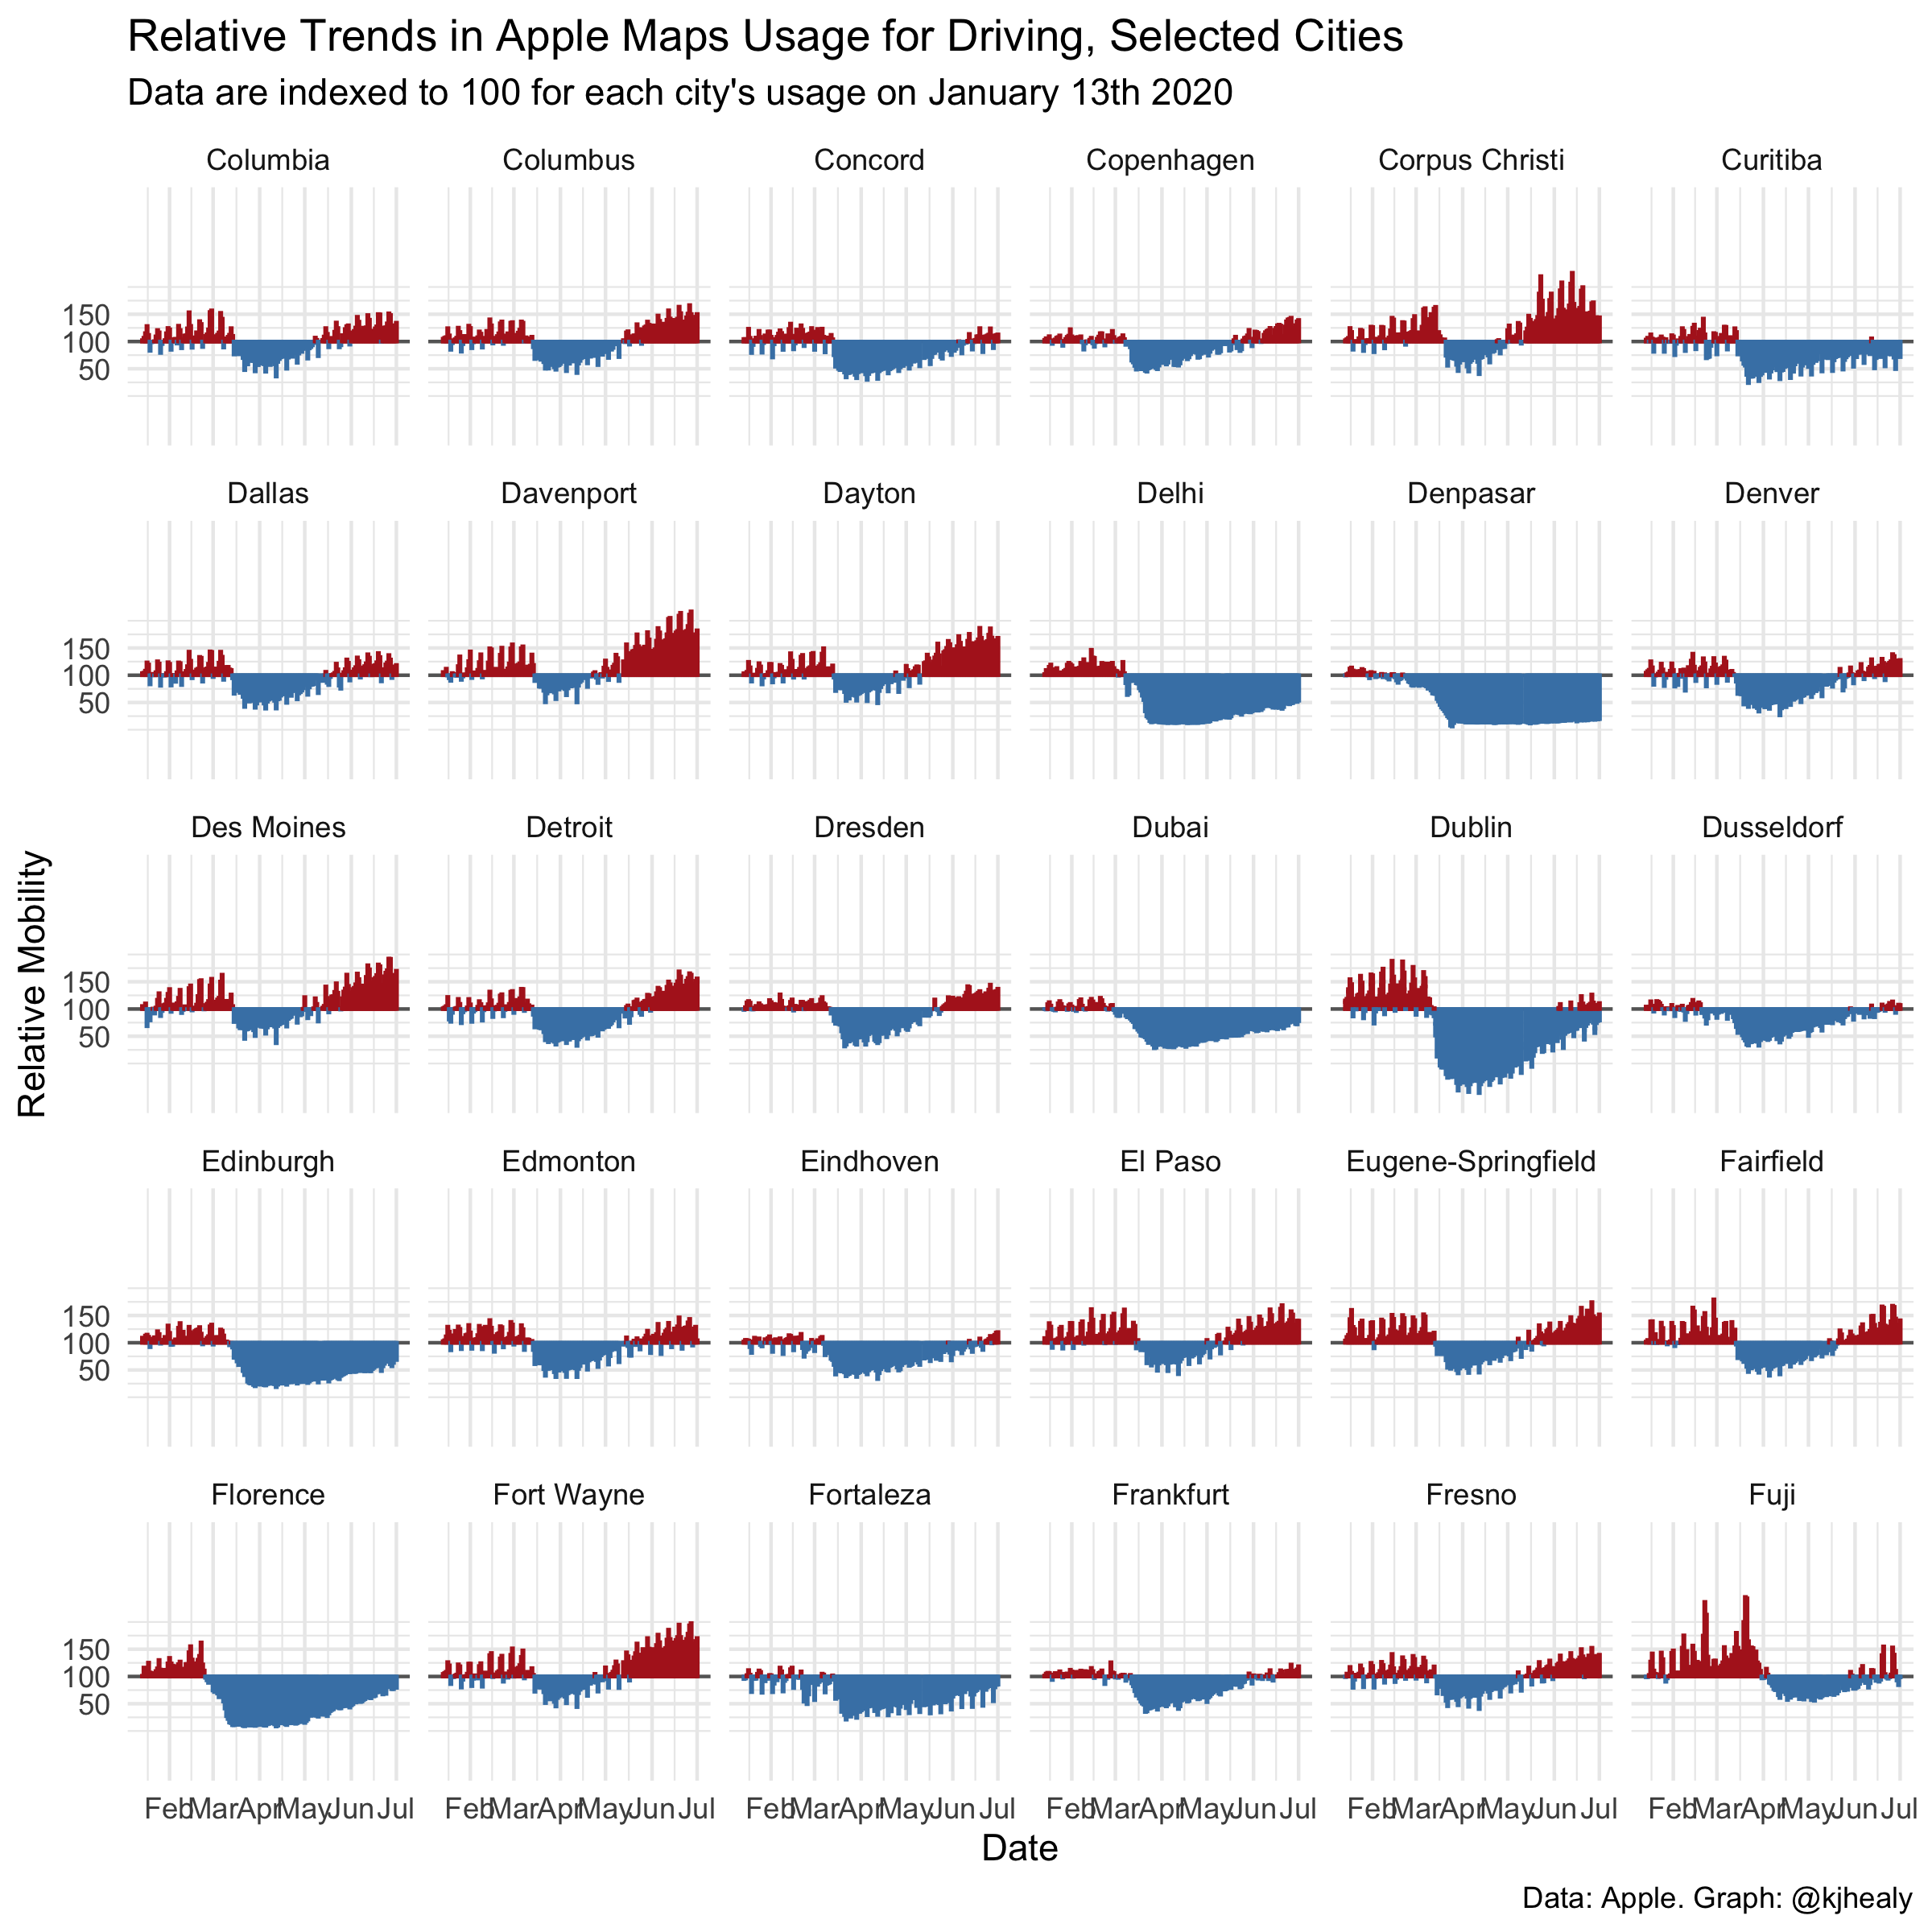 Relative Trends in Apple Maps Usage for Driving, Selected Cities
Data are indexed to 100 for each city's usage on January 13th 2020
Columbia Columbus Concord Copenhagen Corpus Christi Curitiba
150
100
50
Dallas Davenport Dayton Delhi Denpasar Denver
150
100
50
Des Moines Detroit Dresden Dubai Dublin Dusseldorf
150
100
50
Relative Mobility
Edinburgh Edmonton Eindhoven El Paso Eugene-Springfield Fairfield
150
100
50
Florence Fort Wayne Fortaleza Frankfurt Fresno Fuji
150
100
50
Feb Mar Apr May Jun Jul Feb Mar Apr May Jun Jul Feb Mar Apr May Jun Jul Feb Mar Apr May Jun Jul Feb Mar Apr May Jun Jul Feb Mar Apr May Jun Jul
Date
Data: Apple. Graph: @kjhealy